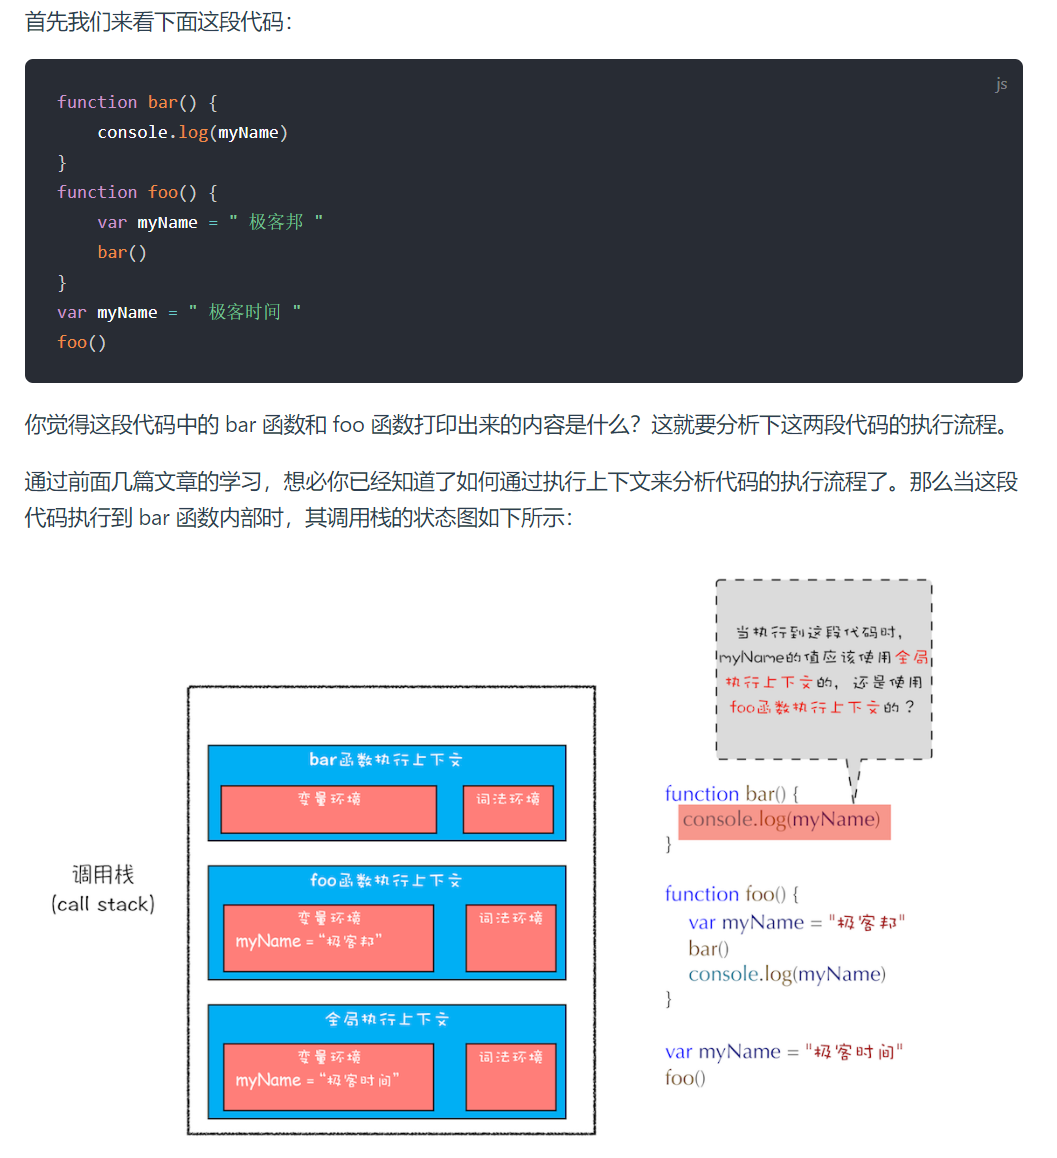 首先我们来看下面这段代码：
js
function bar() {
    console.log(myName)
}
function foo() {
    var myName = " 极客邦 "
    bar()
}
var myName = " 极客时间 "
foo()
你觉得这段代码中的 bar 函数和 foo 函数打印出来的内容是什么？这就要分析下这两段代码的执行流程。
通过前面几篇文章的学习，想必你已经知道了如何通过执行上下文来分析代码的执行流程了。那么当这段
代码执行到 bar 函数内部时，其调用栈的状态图如下所示：
当执行到这段代码时，
myName的值应该使用全局
执行上下文的，还是使用
foo函数执行上下文的？
调用栈
(call stack)
bar函数执行上下文
变量环境
词法环境
foo函数执行上下文
变量环境
myName = “极客邦”
词法环境
全局执行上下文
变量环境
myName = “极客时间”
词法环境
function bar() {
    console.log(myName)
}
function foo() {
    var myName = "极客邦"
    bar()
    console.log(myName)
}
var myName = "极客时间"
foo()